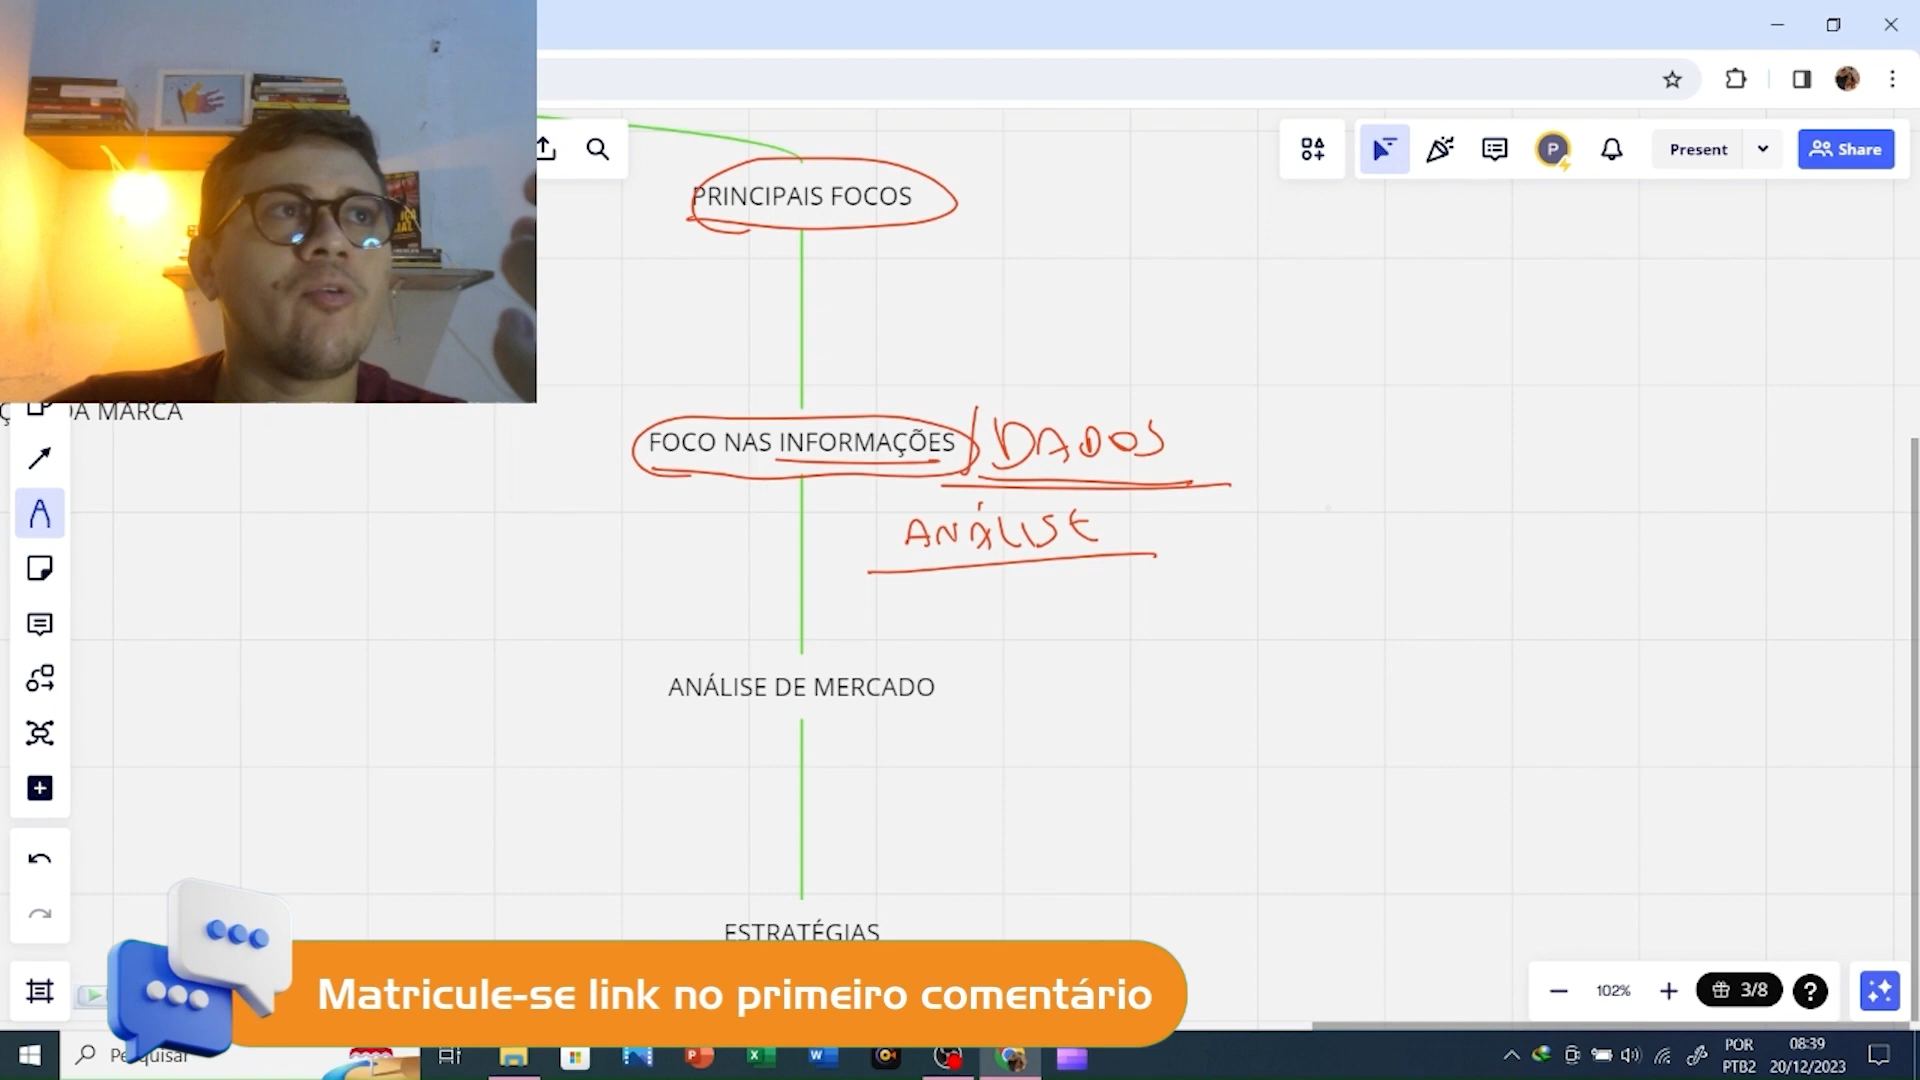 Present
Share
PRINCIPAIS FOCOS
DA MARCA
FOCO NAS INFORMAÇÕES / DADOS
ANÁLISE
ANÁLISE DE MERCADO
ESTRATÉGIAS
Matricule-se link no primeiro comentário
102%
3/8
?
P
POR
PTB2
08:39
20/12/2023